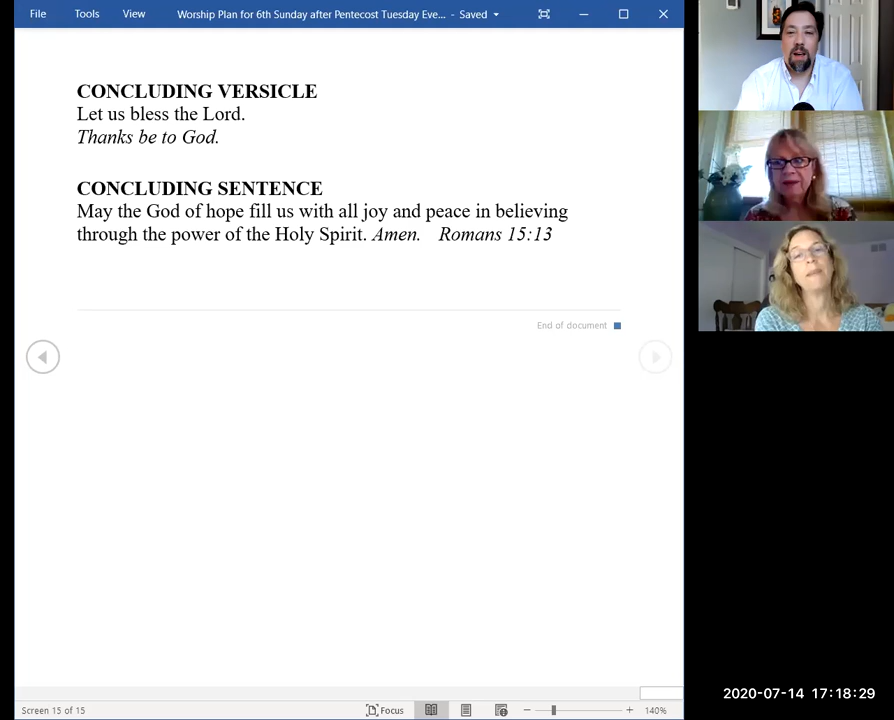 File Tools View Worship Plan for 6th Sunday after Pentecost Tuesday Eve... - Saved
CONCLUDING VERSICLE
Let us bless the Lord.
Thanks be to God.
CONCLUDING SENTENCE
May the God of hope fill us with all joy and peace in believing
through the power of the Holy Spirit. Amen. Romans 15:13
End of document
2020-07-14 17:18:29
Screen 15 of 15 Focus 140%